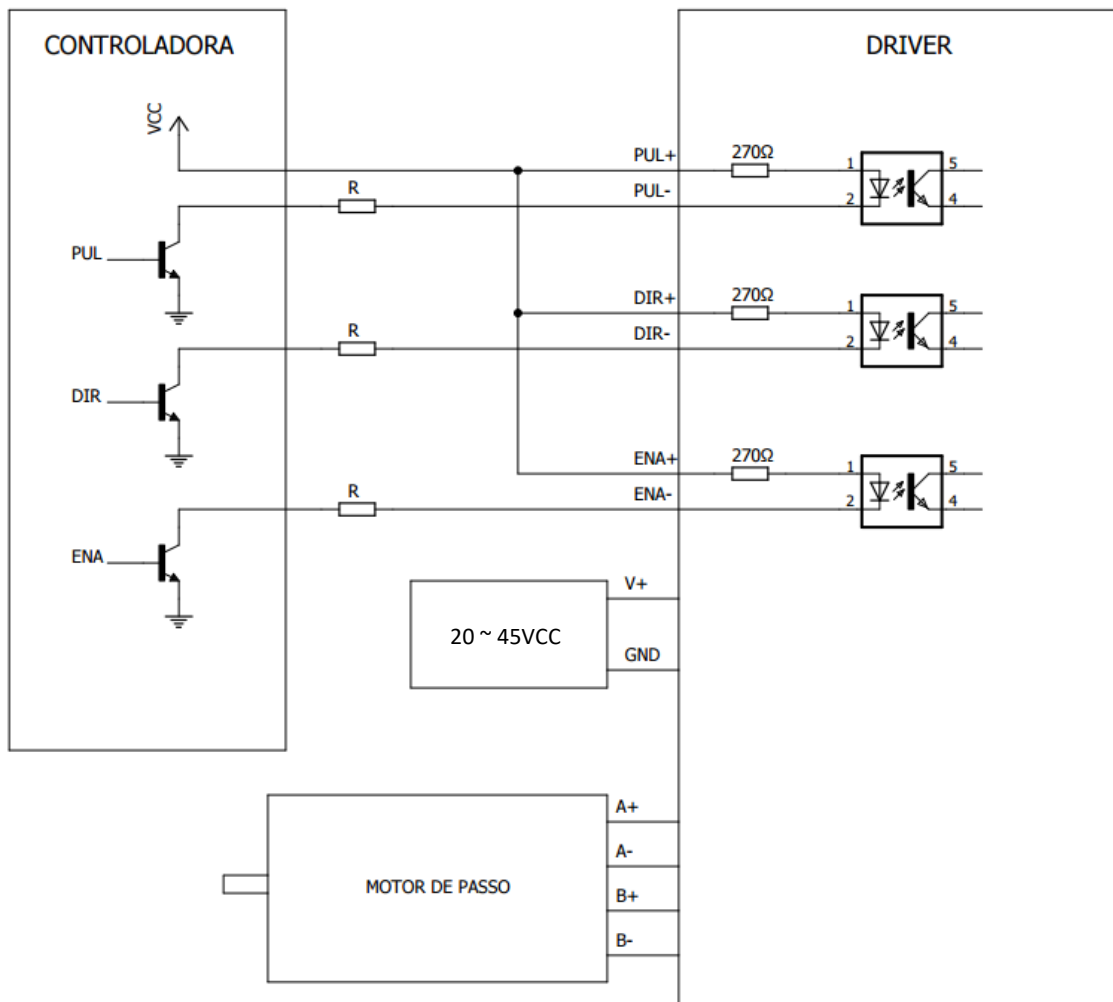 CONTROLADORA
DRIVER
VCC
PUL+
270Ω
1
5
R
PUL-
2
4
PUL
DIR+
270Ω
1
5
R
DIR-
2
4
DIR
ENA+
270Ω
1
5
R
ENA-
2
4
ENA
V+
20 ~ 45VCC
GND
A+
A-
MOTOR DE PASSO
B+
B-